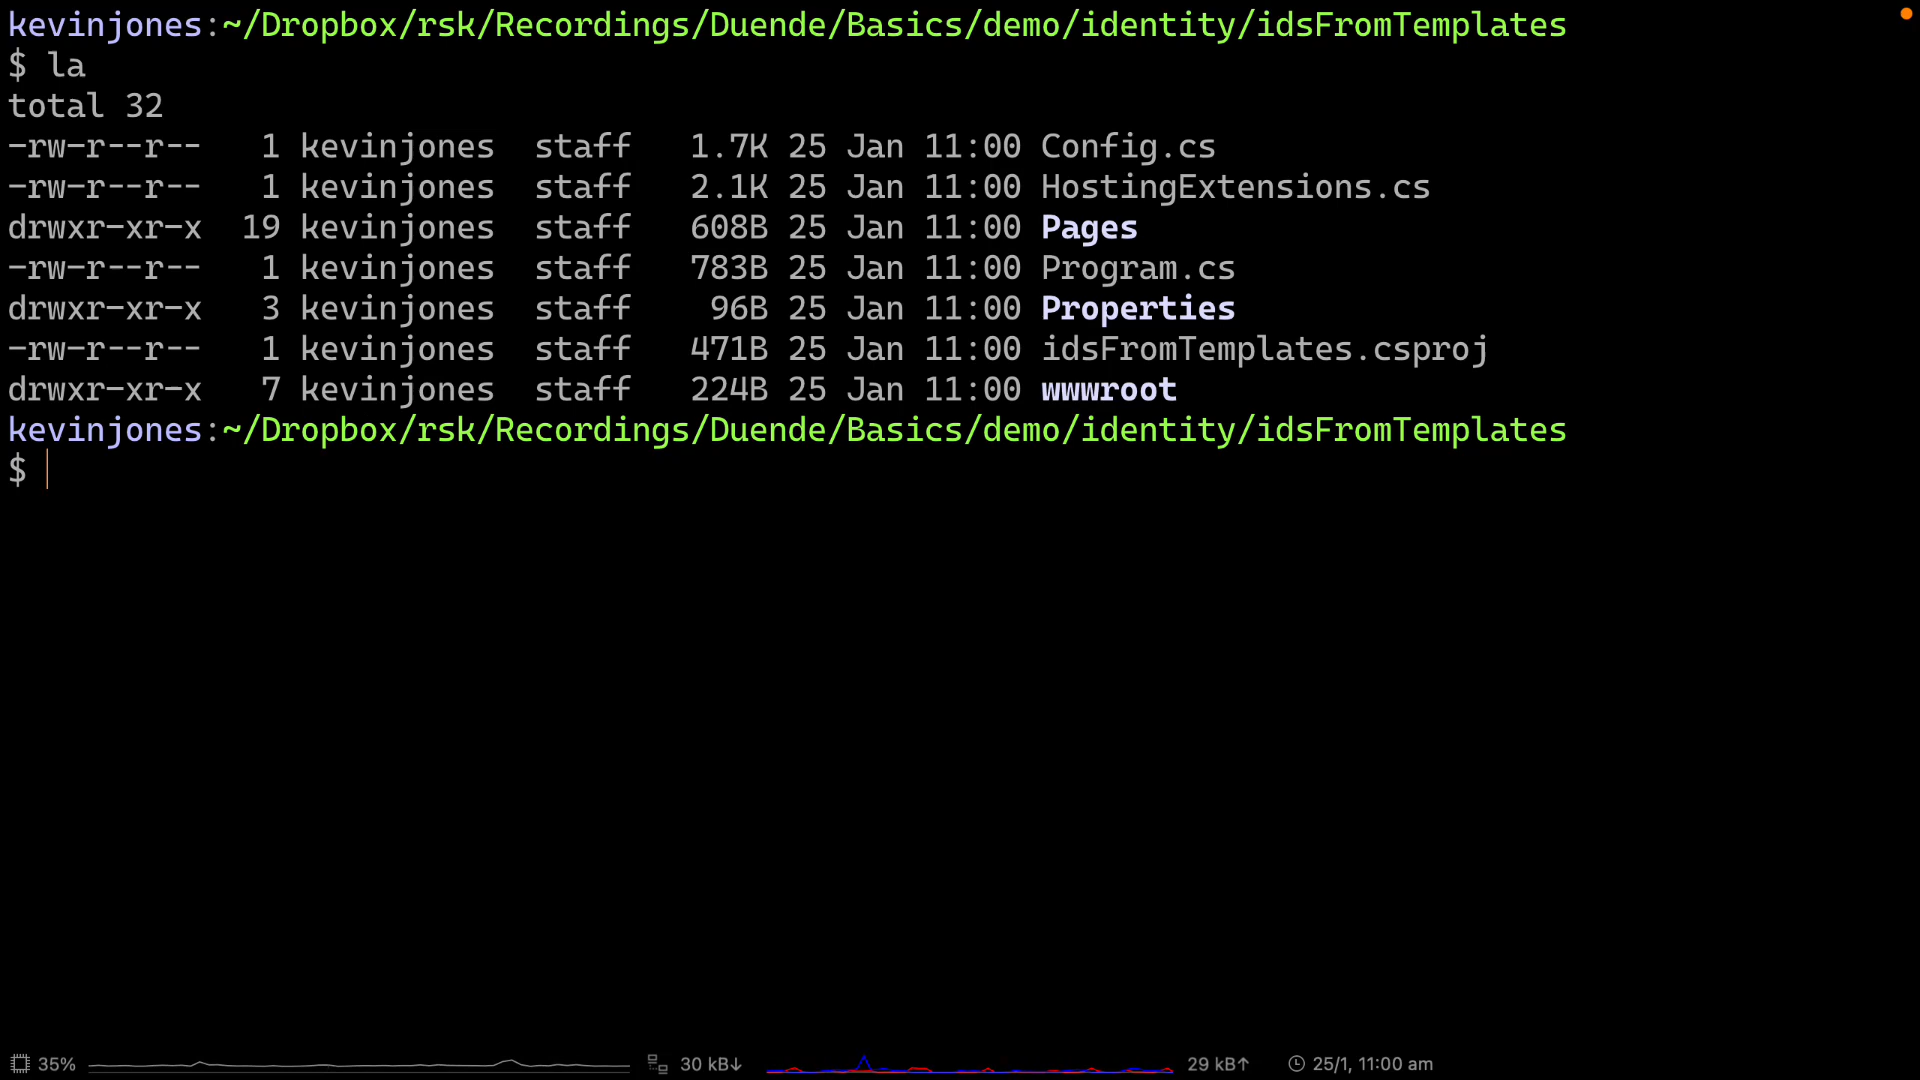 kevinjones:~/Dropbox/rsk/Recordings/Duende/Basics/demo/identity/idsFromTemplates
$ la
total 32
-rw-r--r--   1 kevinjones  staff   1.7K 25 Jan 11:00 Config.cs
-rw-r--r--   1 kevinjones  staff   2.1K 25 Jan 11:00 HostingExtensions.cs
drwxr-xr-x  19 kevinjones  staff   608B 25 Jan 11:00 Pages
-rw-r--r--   1 kevinjones  staff   783B 25 Jan 11:00 Program.cs
drwxr-xr-x   3 kevinjones  staff    96B 25 Jan 11:00 Properties
-rw-r--r--   1 kevinjones  staff   471B 25 Jan 11:00 idsFromTemplates.csproj
drwxr-xr-x   7 kevinjones  staff   224B 25 Jan 11:00 wwwroot
kevinjones:~/Dropbox/rsk/Recordings/Duende/Basics/demo/identity/idsFromTemplates
$
35% 30 kB↓ 29 kB↑ 25/1, 11:00 am